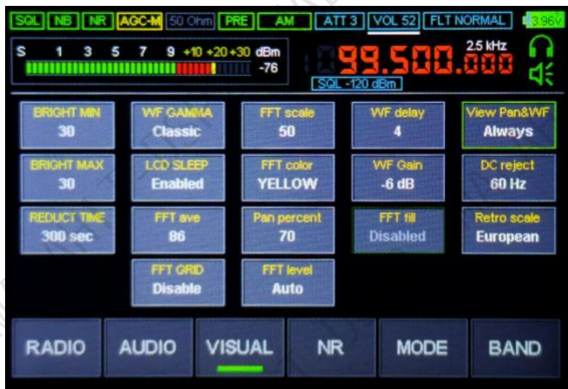 SQL NB NR AGC-M 50 Ohm PRE AM ATT 3 VOL 52 FLT NORMAL 3.96V
S 1 3 5 7 9 +10 +20 +30 dBm
-76
99.500.000
2.5 kHz
SQL -120 dBm
BRIGHT MIN WF GAMMA FFT scale WF delay View Pan&WF
30 Classic 50 4 Always
BRIGHT MAX LCD SLEEP FFT color WF Gain DC reject
30 Enabled YELLOW -6 dB 60 Hz
REDUCT TIME FFT ave Pan percent FFT fill Retro scale
300 sec 86 70 Disabled European
FFT GRID FFT level
Disable Auto
RADIO AUDIO VISUAL NR MODE BAND